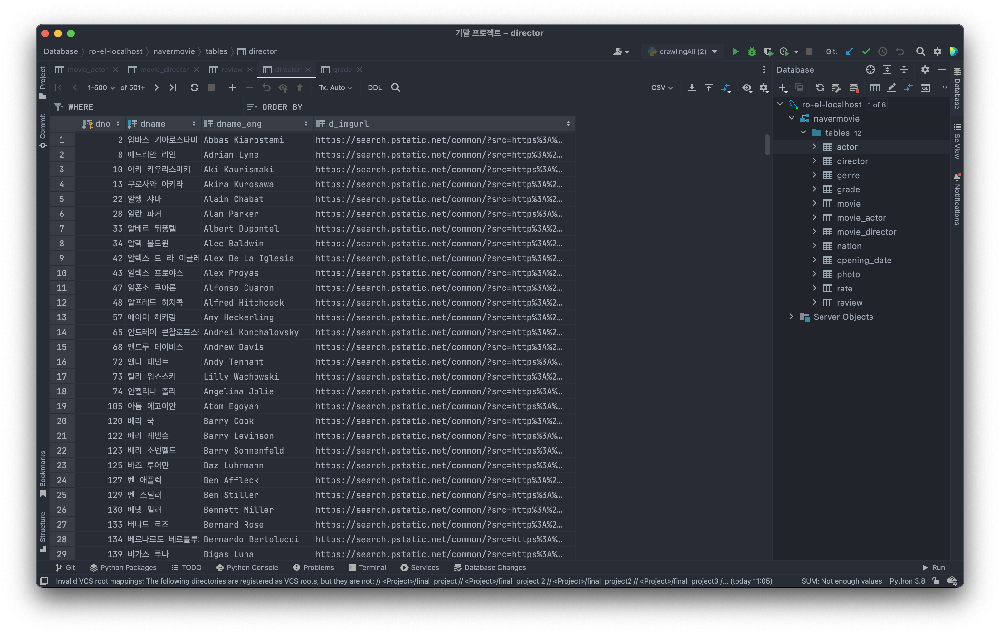 기말 프로젝트 – director
Database 〉 ro-el-localhost 〉 navermovie 〉 tables 〉 director
crawlingAll (2)
Git:
movie_actor
movie_director
review
director
grade
Database
1-500 of 501+
Tx: Auto
DDL
CSV
WHERE
ORDER BY
dno dname dname_eng d_imgurl
1 2 압바스 키아로스타미 Abbas Kiarostami https://search.pstatic.net/common/?src=https%3A%…
2 8 애드리안 라인 Adrian Lyne https://search.pstatic.net/common/?src=http%3A%2…
3 10 아키 카우리스마키 Aki Kaurismaki https://search.pstatic.net/common/?src=https%3A%…
4 13 구로사와 아키라 Akira Kurosawa https://search.pstatic.net/common/?src=http%3A%2…
5 22 알랭 샤바 Alain Chabat https://search.pstatic.net/common/?src=http%3A%2…
6 28 알란 파커 Alan Parker https://search.pstatic.net/common/?src=https%3A%…
7 33 알베르 뒤퐁텔 Albert Dupontel https://search.pstatic.net/common/?src=http%3A%2…
8 34 알렉 볼드윈 Alec Baldwin https://search.pstatic.net/common/?src=http%3A%2…
9 42 알렉스 드 라 이글레 Alex De La Iglesia https://search.pstatic.net/common/?src=http%3A%2…
10 43 알렉스 프로야스 Alex Proyas https://search.pstatic.net/common/?src=http%3A%2…
11 47 알폰소 쿠아론 Alfonso Cuaron https://search.pstatic.net/common/?src=http%3A%2…
12 48 알프레드 히치콕 Alfred Hitchcock https://search.pstatic.net/common/?src=http%3A%2…
13 57 에이미 해커링 Amy Heckerling https://search.pstatic.net/common/?src=http%3A%2…
14 65 안드레이 콘찰로프스 Andrei Konchalovsky https://search.pstatic.net/common/?src=http%3A%2…
15 68 앤드루 데이비스 Andrew Davis https://search.pstatic.net/common/?src=http%3A%2…
16 72 앤디 테넌트 Andy Tennant https://search.pstatic.net/common/?src=https%3A%…
17 73 릴리 워쇼스키 Lilly Wachowski https://search.pstatic.net/common/?src=http%3A%2…
18 74 안젤리나 졸리 Angelina Jolie https://search.pstatic.net/common/?src=https%3A%…
19 105 아톰 에고이안 Atom Egoyan https://search.pstatic.net/common/?src=https%3A%…
20 120 베리 쿡 Barry Cook https://search.pstatic.net/common/?src=http%3A%2…
21 122 배리 레빈슨 Barry Levinson https://search.pstatic.net/common/?src=https%3A%…
22 123 배리 소넨펠드 Barry Sonnenfeld https://search.pstatic.net/common/?src=https%3A%…
23 125 바즈 루어만 Baz Luhrmann https://search.pstatic.net/common/?src=https%3A%…
24 127 벤 애플렉 Ben Affleck https://search.pstatic.net/common/?src=http%3A%2…
25 129 벤 스틸러 Ben Stiller https://search.pstatic.net/common/?src=https%3A%…
26 130 베넷 밀러 Bennett Miller https://search.pstatic.net/common/?src=http%3A%2…
27 133 버나드 로즈 Bernard Rose https://search.pstatic.net/common/?src=http%3A%2…
28 134 베르나르도 베르톨루 Bernardo Bertolucci https://search.pstatic.net/common/?src=https%3A%…
29 139 비가스 루나 Bigas Luna https://search.pstatic.net/common/?src=https%3A%…
ro-el-localhost 1 of 8
navermovie
tables 12
actor
director
genre
grade
movie
movie_actor
movie_director
nation
opening_date
photo
rate
review
Server Objects
Project
Commit
Bookmarks
Structure
Database
SciView
Notifications
QL
Git
Python Packages
TODO
Python Console
Problems
Terminal
Services
Database Changes
Run
Invalid VCS root mappings: The following directories are registered as VCS roots, but they are not: // <Project>/final_project // <Project>/final_project 2 // <Project>/final_project2 // <Project>/final_project3 /... (today 11:05)
SUM: Not enough values
Python 3.8